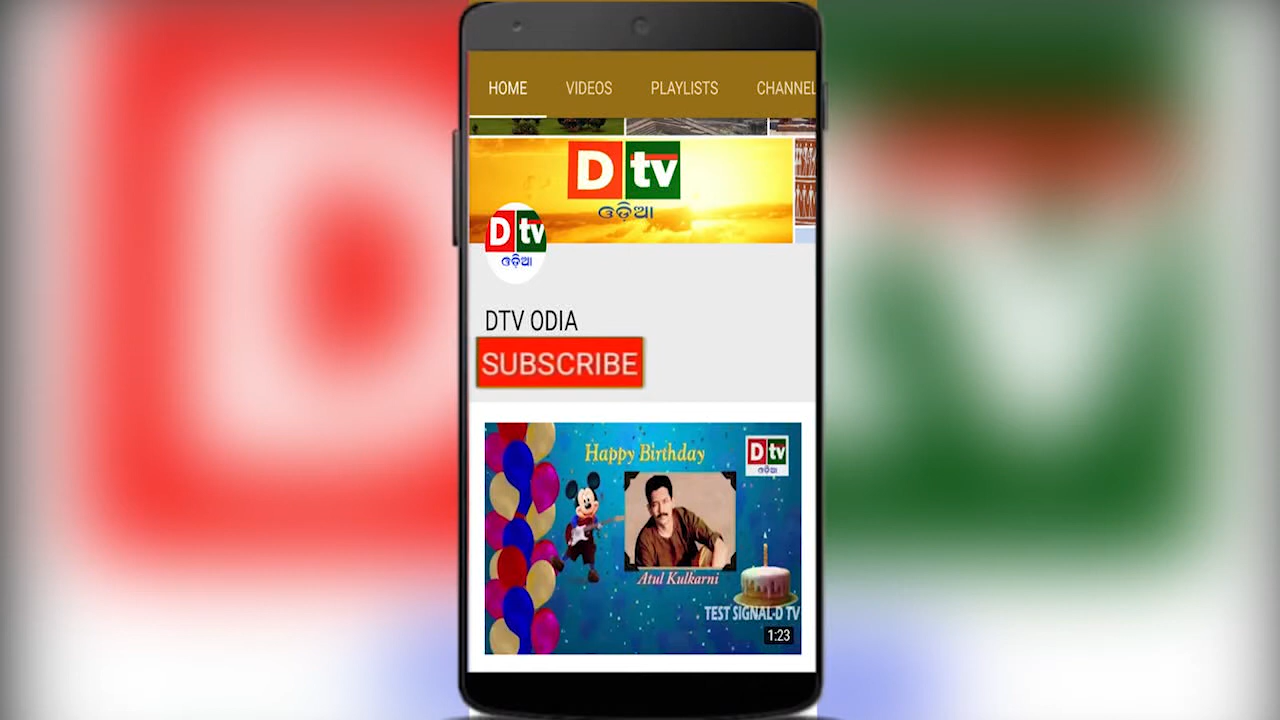 HOME VIDEOS PLAYLISTS CHANNEL
D tv
ଓଡ଼ିଆ
D tv
ଓଡ଼ିଆ
DTV ODIA
SUBSCRIBE
Happy Birthday
D tv
ଓଡ଼ିଆ
Atul Kulkarni
TEST SIGNAL-D TV
1:23